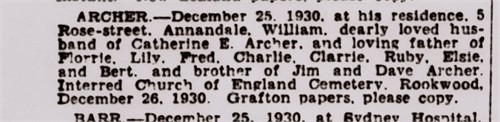 ARCHER.—December 25, 1930, at his residence, 5
Rose-street, Annandale, William, dearly loved hus-
band of Catherine E. Archer, and loving father of
Florrie, Lily, Fred, Charlie, Clarrie, Ruby, Elsie,
and Bert, and brother of Jim and Dave Archer.
Interred Church of England Cemetery, Rookwood,
December 26, 1930. Grafton papers, please copy.
BARR.—December 25, 1930, at Sydney Hospital,